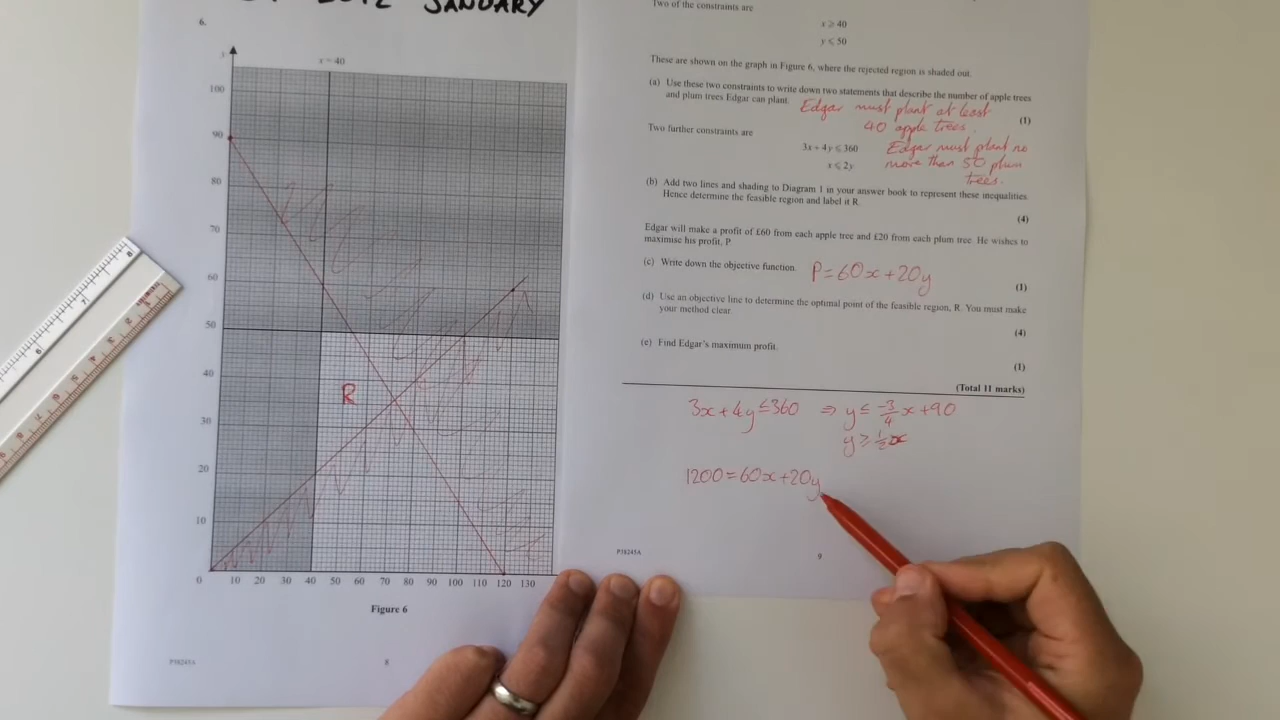 2012 JANUARY
6.
x = 40
100
90
80
70
60
50
40
30
20
10
0
10 20 30 40 50 60 70 80 90 100 110 120 130
R
Figure 6
P38245A
8
Two of the constraints are
x ⩾ 40
y ⩽ 50
These are shown on the graph in Figure 6, where the rejected region is shaded out.
(a) Use these two constraints to write down two statements that describe the number of apple trees
and plum trees Edgar can plant.
(1)
Edgar must plant at least
40 apple trees.
Edgar must plant no
more than 50 plum
trees.
Two further constraints are
3x + 4y ⩽ 360
x ⩽ 2y
(b) Add two lines and shading to Diagram 1 in your answer book to represent these inequalities.
Hence determine the feasible region and label it R.
(4)
Edgar will make a profit of £60 from each apple tree and £20 from each plum tree. He wishes to
maximise his profit, P
(c) Write down the objective function.
P=60x+20y
(1)
(d) Use an objective line to determine the optimal point of the feasible region, R. You must make
your method clear
(4)
(e) Find Edgar's maximum profit.
(1)
(Total 11 marks)
3x+4y≤360 ⇒ y ≤ -3/4 x +90
y ≥ 1/2 x
1200=60x+20y
9